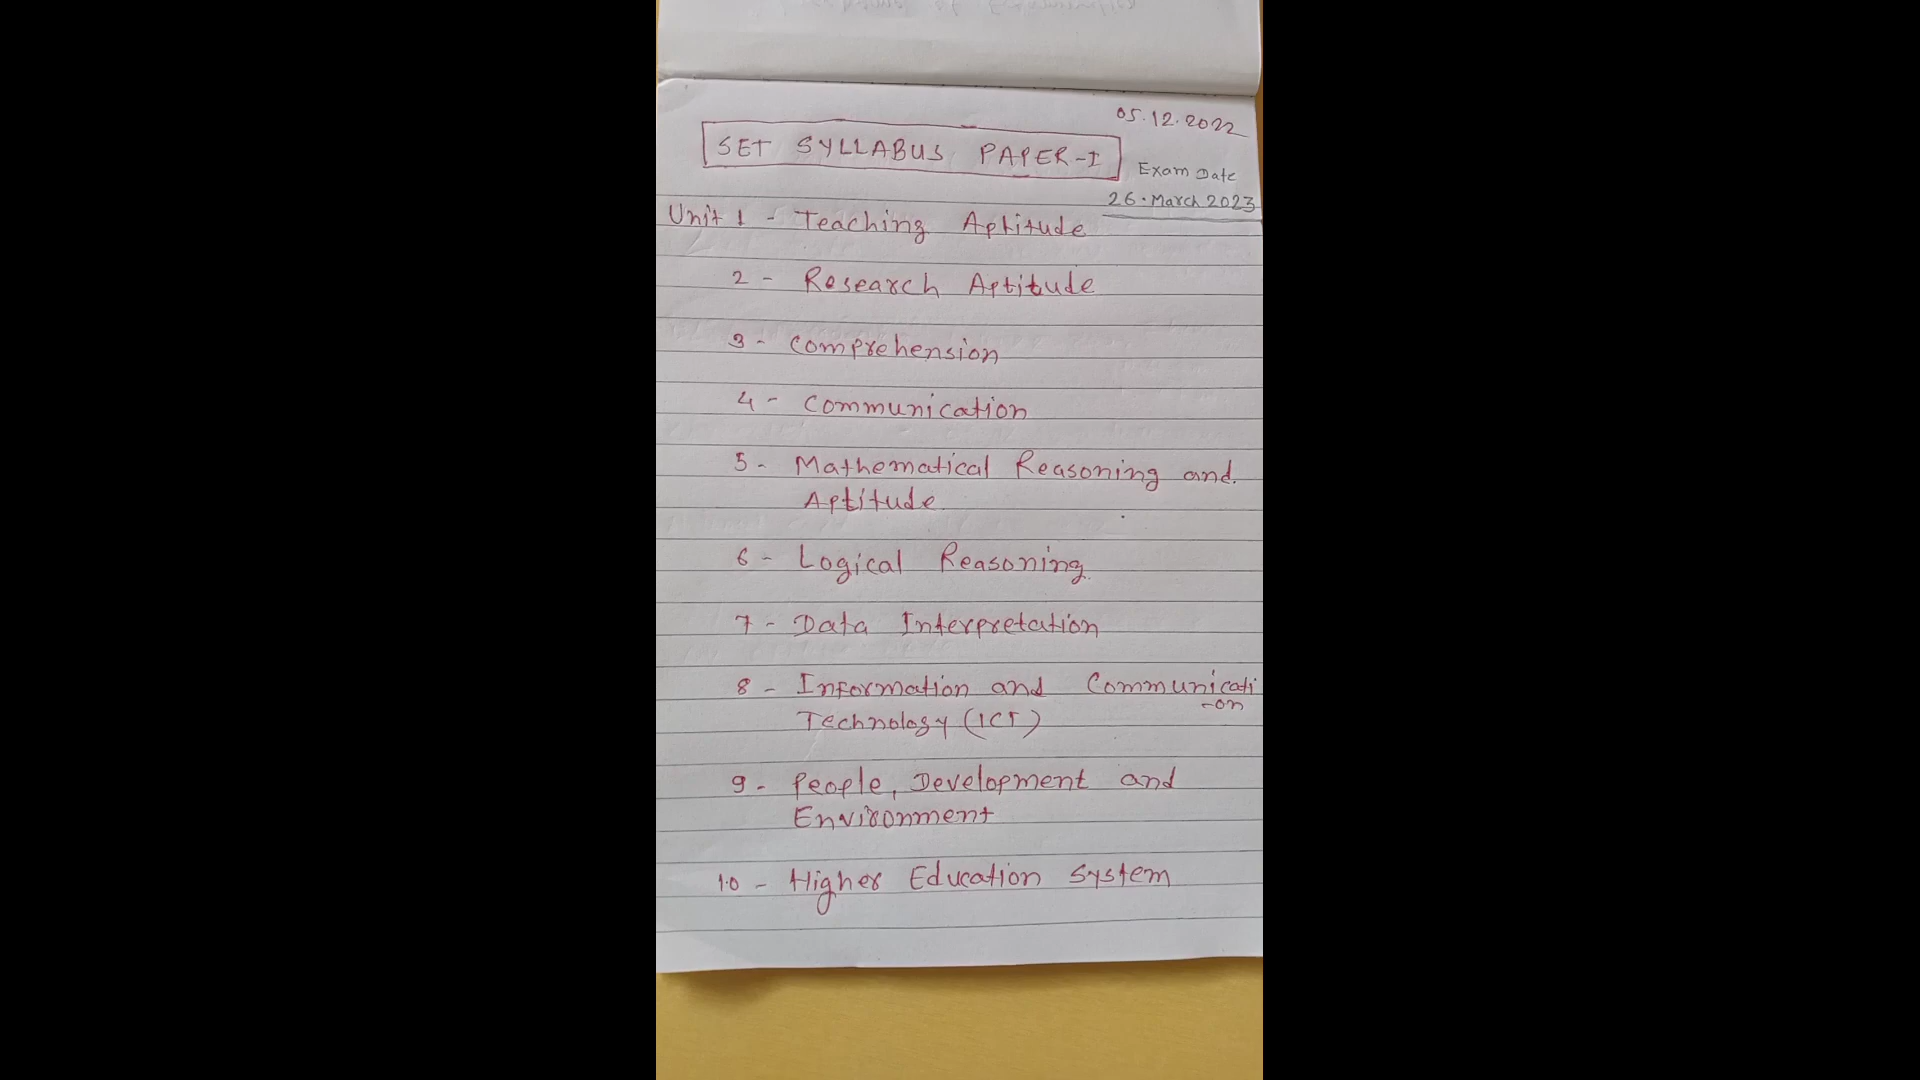 05.12.2022
SET SYLLABUS PAPER-I
Exam Date
26.March 2023
Unit 1 - Teaching Aptitude
2 - Research Aptitude
3 - Comprehension
4 - Communication
5 - Mathematical Reasoning and
Aptitude
6 - Logical Reasoning
7 - Data Interpretation
8 - Information and Communicati
-on
Technology (ICT)
9 - People, Development and
Environment
10 - Higher Education System